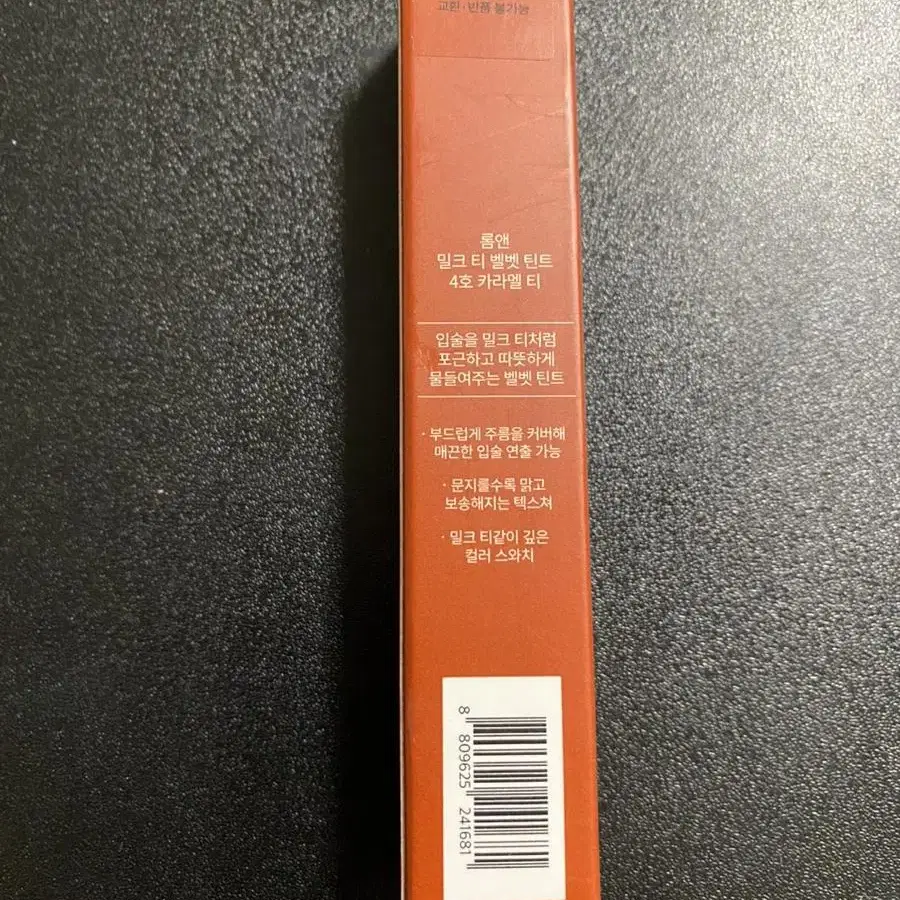 교환·반품 불가능
롬앤
밀크 티 벨벳 틴트
4호 카라멜 티
입술을 밀크 티처럼
포근하고 따뜻하게
물들여주는 벨벳 틴트
· 부드럽게 주름을 커버해
매끈한 입술 연출 가능
· 문지를수록 맑고
보송해지는 텍스쳐
· 밀크 티같이 깊은
컬러 스와치
8 809625 241681